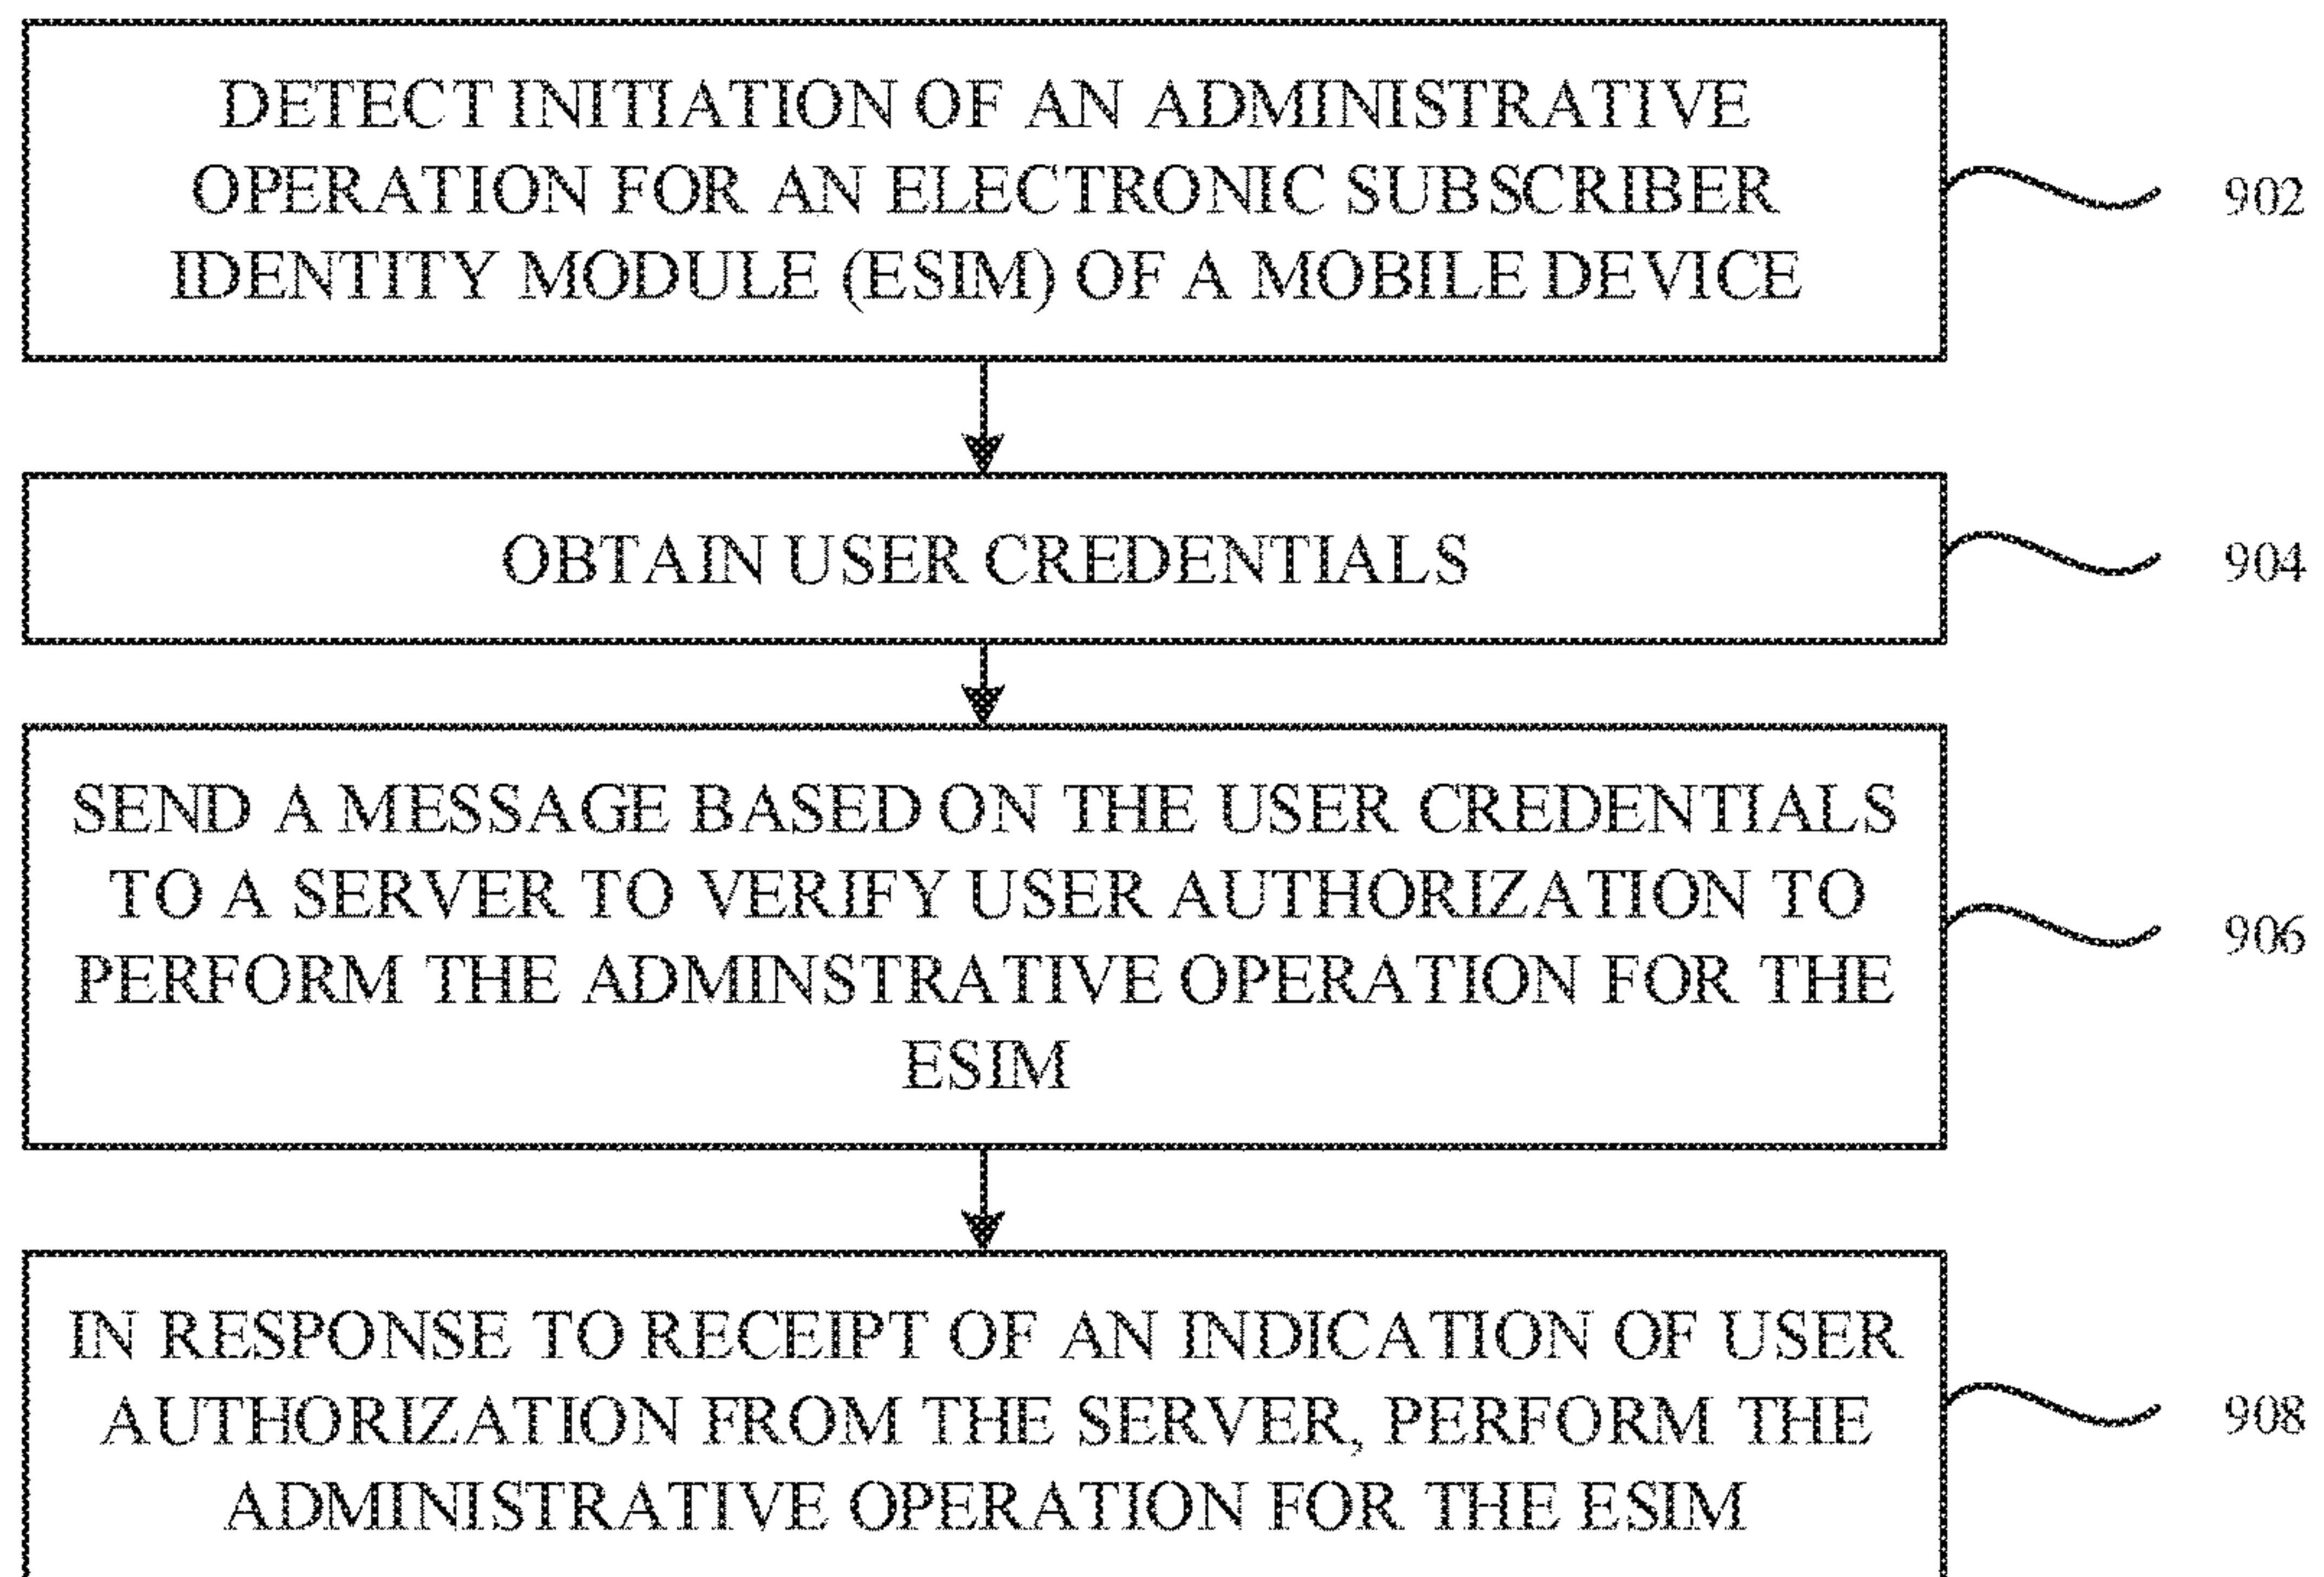 DETECT INITIATION OF AN ADMINISTRATIVE
OPERATION FOR AN ELECTRONIC SUBSCRIBER
IDENTITY MODULE (ESIM) OF A MOBILE DEVICE
902
OBTAIN USER CREDENTIALS
904
SEND A MESSAGE BASED ON THE USER CREDENTIALS
TO A SERVER TO VERIFY USER AUTHORIZATION TO
PERFORM THE ADMINSTRATIVE OPERATION FOR THE
ESIM
906
IN RESPONSE TO RECEIPT OF AN INDICATION OF USER
AUTHORIZATION FROM THE SERVER, PERFORM THE
ADMINISTRATIVE OPERATION FOR THE ESIM
908